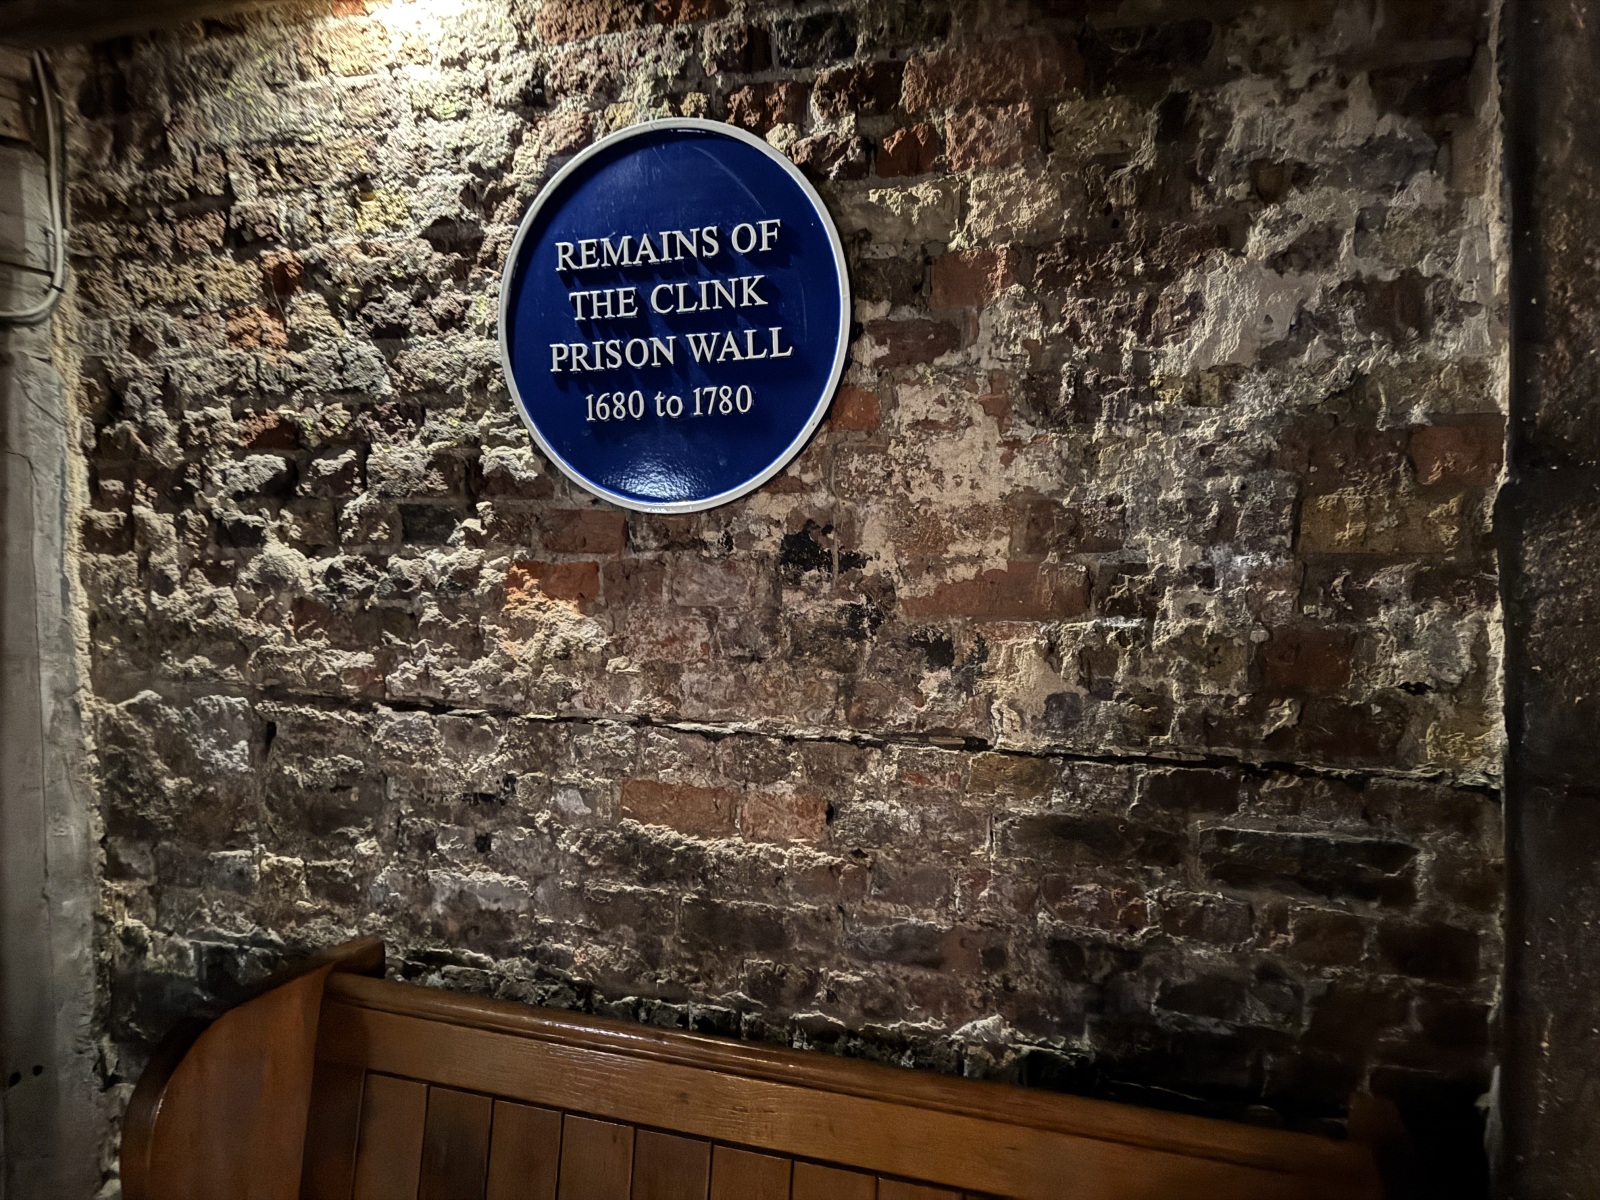 REMAINS OF
THE CLINK
PRISON WALL
1680 to 1780